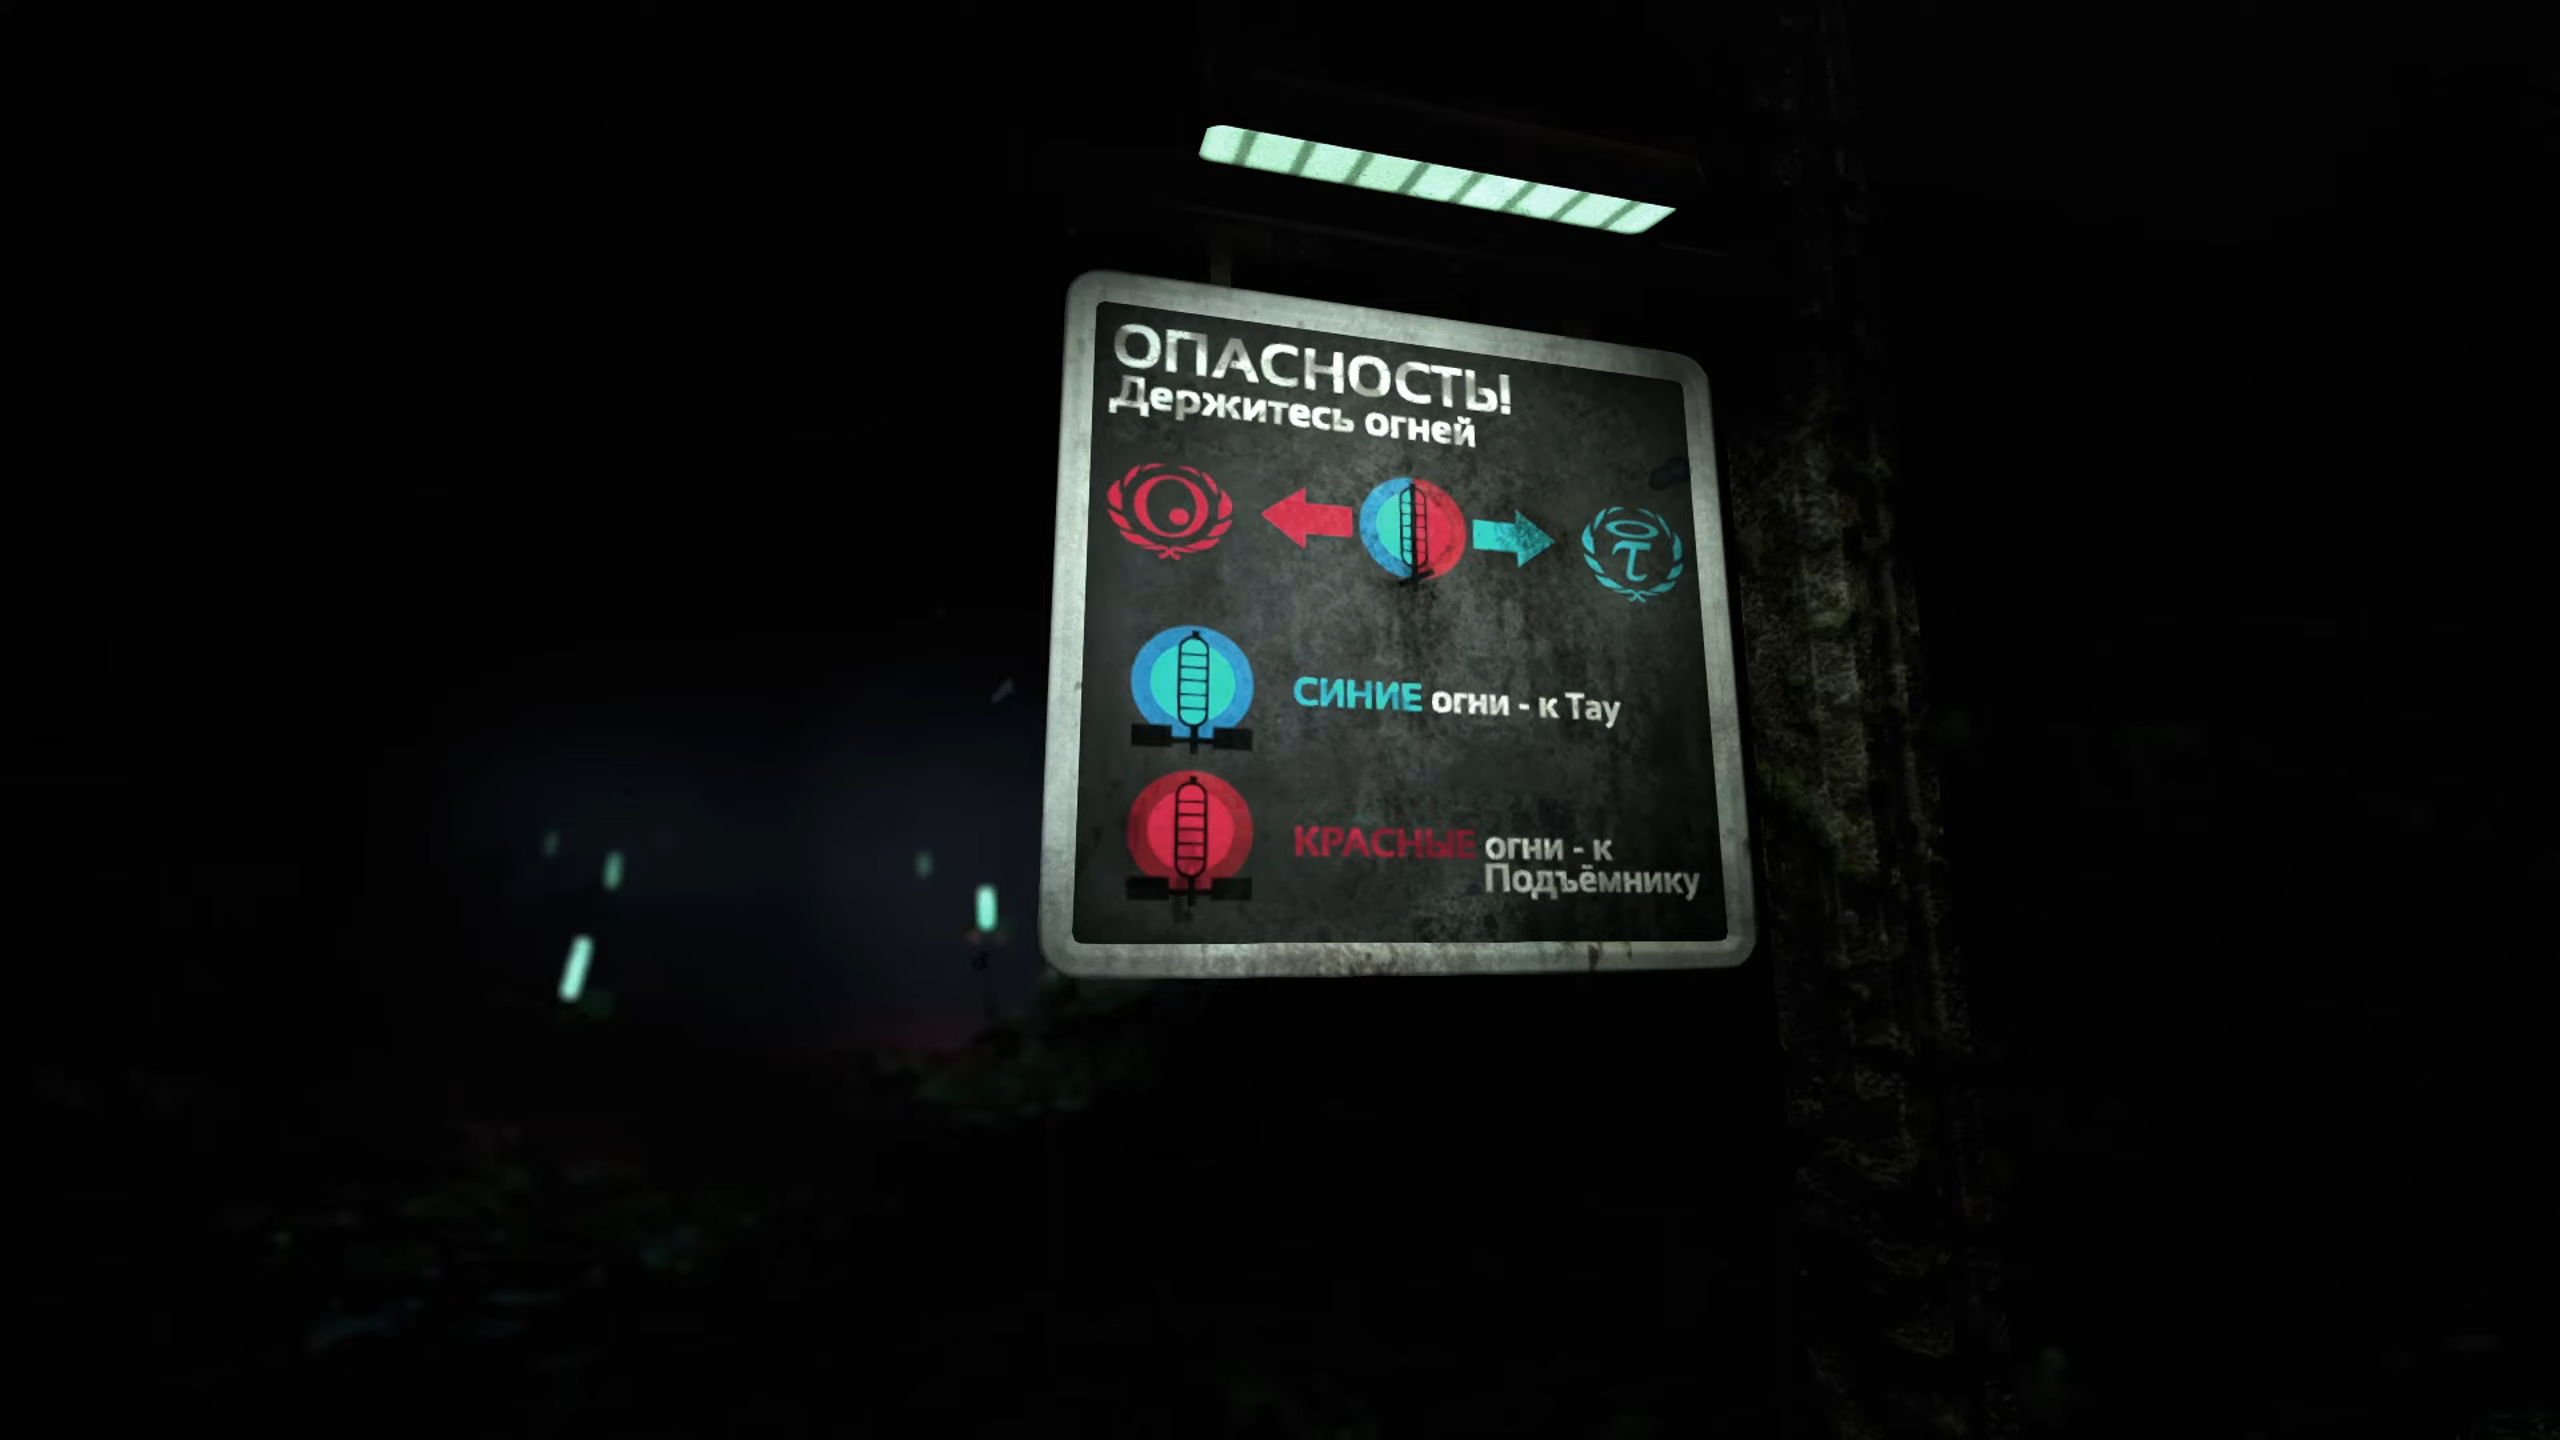 ОПАСНОСТЬ!
Держитесь огней
τ
СИНИЕ огни - к Тау
КРАСНЫЕ огни - к
Подъёмнику